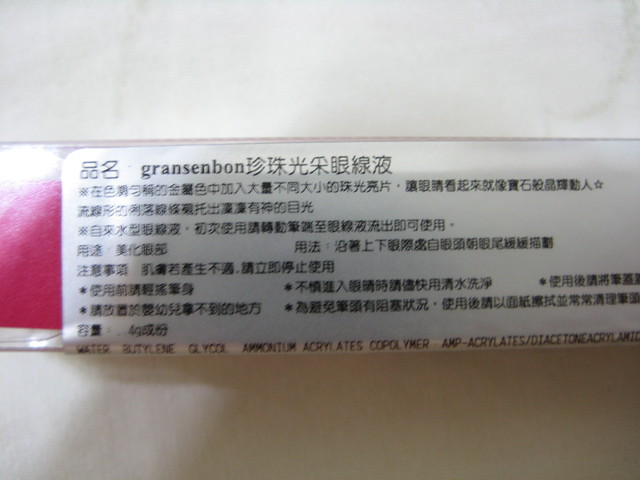 品名 gransenbon珍珠光采眼線液
※在色調勻稱的金屬色中加入大量不同大小的珠光亮片，讓眼睛看起來就像寶石般晶輝動人☆
流線形的俐落線條襯托出濂濂有神的目光
※自來水型眼線液，初次使用請轉動筆端至眼線液流出即可使用。
用途：美化眼部 用法：沿著上下眼際處自眼頭朝眼尾緩緩描劃
注意事項 肌膚若產生不適，請立即停止使用
＊使用前請輕搖筆身 ＊不慎進入眼睛時請儘快用清水洗淨 ＊使用後請將筆蓋
＊請放置於嬰幼兒拿不到的地方 ＊為避免筆頭有阻塞狀況，使用後請以面紙擦拭並常常清理筆頭
容量：.4g成份
WATER BUTYLENE GLYCOL AMMONIUM ACRYLATES COPOLYMER AMP-ACRYLATES/DIACETONEACRYLAMIC